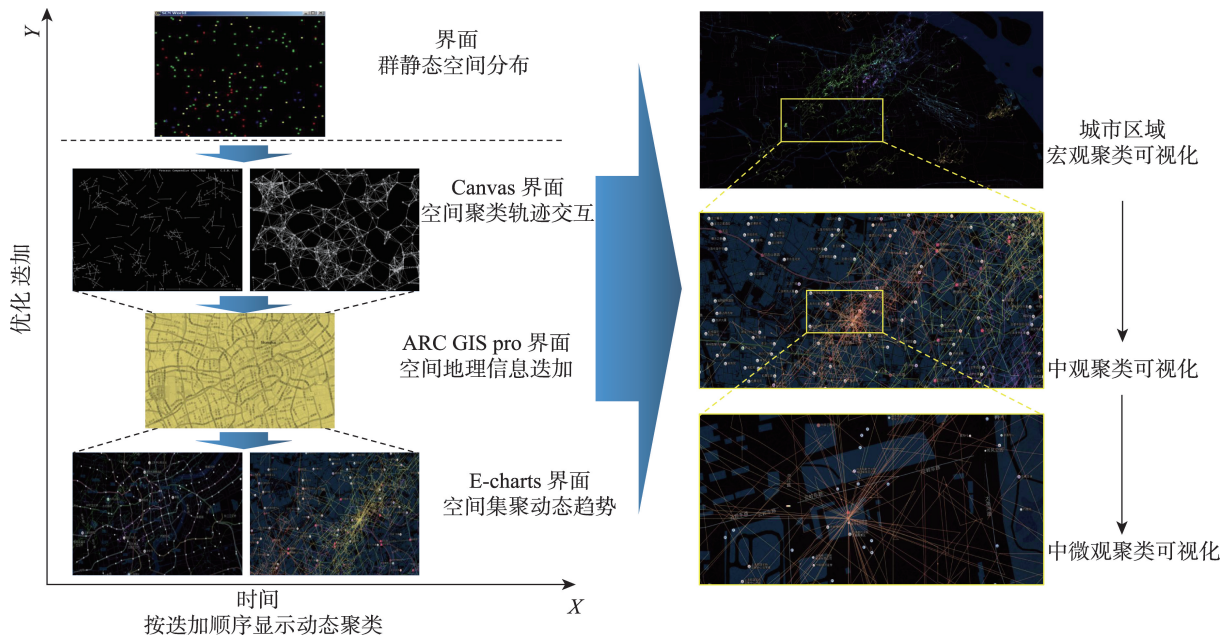 Y
界面
群静态空间分布
Canvas 界面
空间聚类轨迹交互
优化 迭加
ARC GIS pro 界面
空间地理信息迭加
E-charts 界面
空间集聚动态趋势
时间
X
按迭加顺序显示动态聚类
城市区域
宏观聚类可视化
中观聚类可视化
中微观聚类可视化